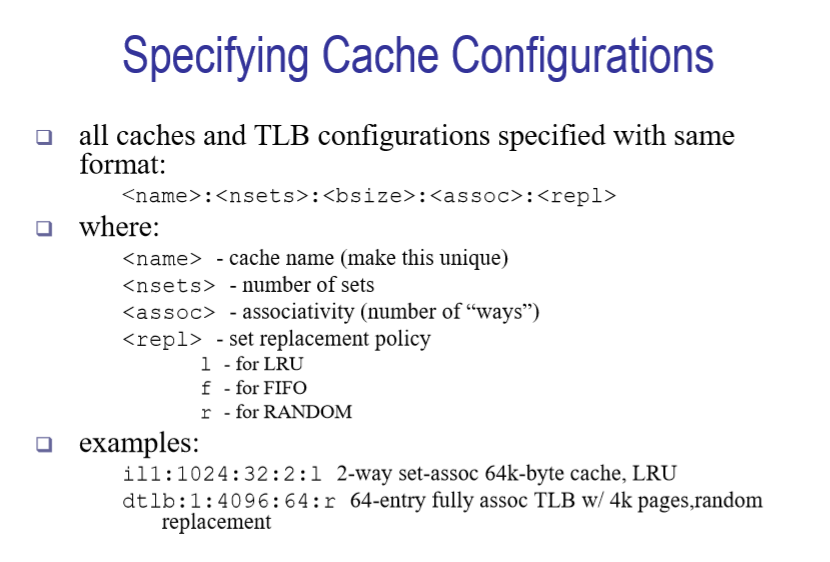 Specifying Cache Configurations
all caches and TLB configurations specified with same
format:
<name>:<nsets>:<bsize>:<assoc>:<repl>
where:
<name> - cache name (make this unique)
<nsets> - number of sets
<assoc> - associativity (number of “ways”)
<repl> - set replacement policy
l - for LRU
f - for FIFO
r - for RANDOM
examples:
il1:1024:32:2:l 2-way set-assoc 64k-byte cache, LRU
dtlb:1:4096:64:r 64-entry fully assoc TLB w/ 4k pages,random
replacement